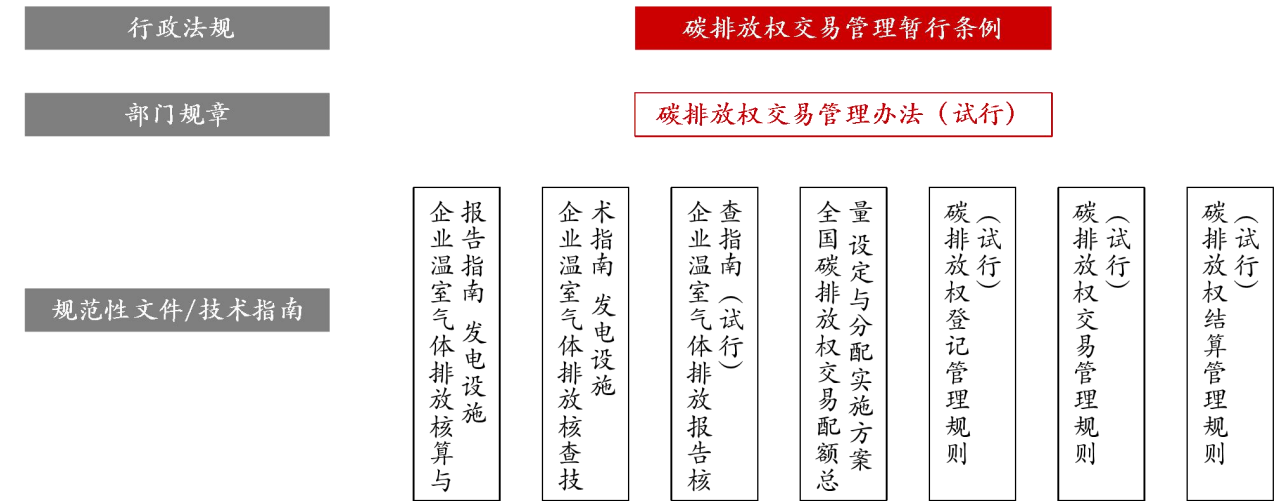 行政法规
碳排放权交易管理暂行条例
部门规章
碳排放权交易管理办法（试行）
规范性文件/技术指南
企业温室气体排放核算与
报告指南 发电设施
企业温室气体排放核查技
术指南 发电设施
企业温室气体排放报告核
查指南（试行）
全国碳排放权交易配额总
量 设定与分配实施方案
碳排放权登记管理规则
（试行）
碳排放权交易管理规则
（试行）
碳排放权结算管理规则
（试行）